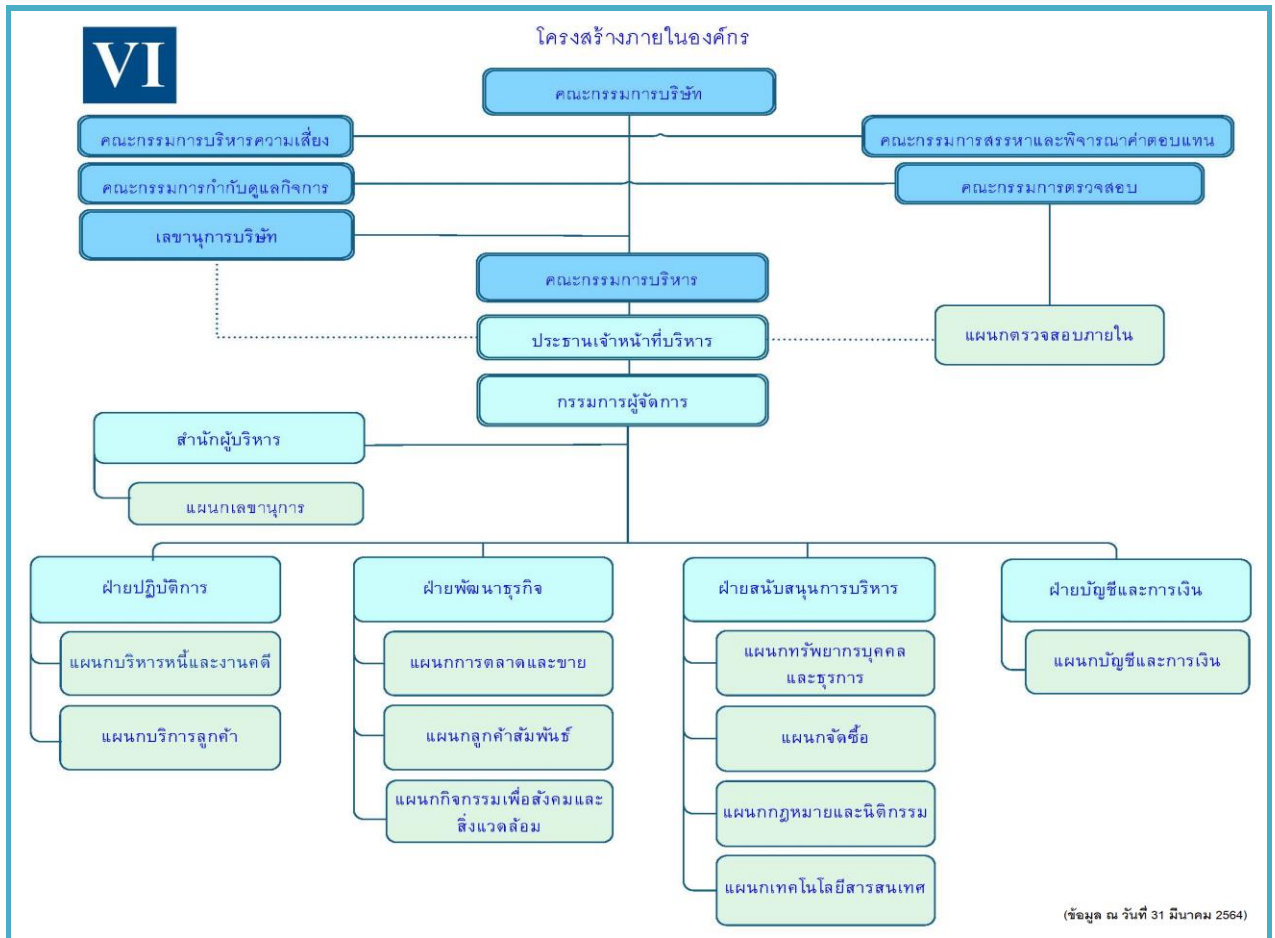 VI
โครงสร้างภายในองค์กร
คณะกรรมการบริษัท
คณะกรรมการบริหารความเสี่ยง
คณะกรรมการสรรหาและพิจารณาค่าตอบแทน
คณะกรรมการกำกับดูแลกิจการ
คณะกรรมการตรวจสอบ
เลขานุการบริษัท
คณะกรรมการบริหาร
ประธานเจ้าหน้าที่บริหาร
แผนกตรวจสอบภายใน
กรรมการผู้จัดการ
สำนักผู้บริหาร
แผนกเลขานุการ
ฝ่ายปฏิบัติการ
แผนกบริหารหนี้และงานคดี
แผนกบริการลูกค้า
ฝ่ายพัฒนาธุรกิจ
แผนกการตลาดและขาย
แผนกลูกค้าสัมพันธ์
แผนกกิจกรรมเพื่อสังคมและ
สิ่งแวดล้อม
ฝ่ายสนับสนุนการบริหาร
แผนกทรัพยากรบุคคล
และธุรการ
แผนกจัดซื้อ
แผนกกฎหมายและนิติกรรม
แผนกเทคโนโลยีสารสนเทศ
ฝ่ายบัญชีและการเงิน
แผนกบัญชีและการเงิน
(ข้อมูล ณ วันที่ 31 มีนาคม 2564)